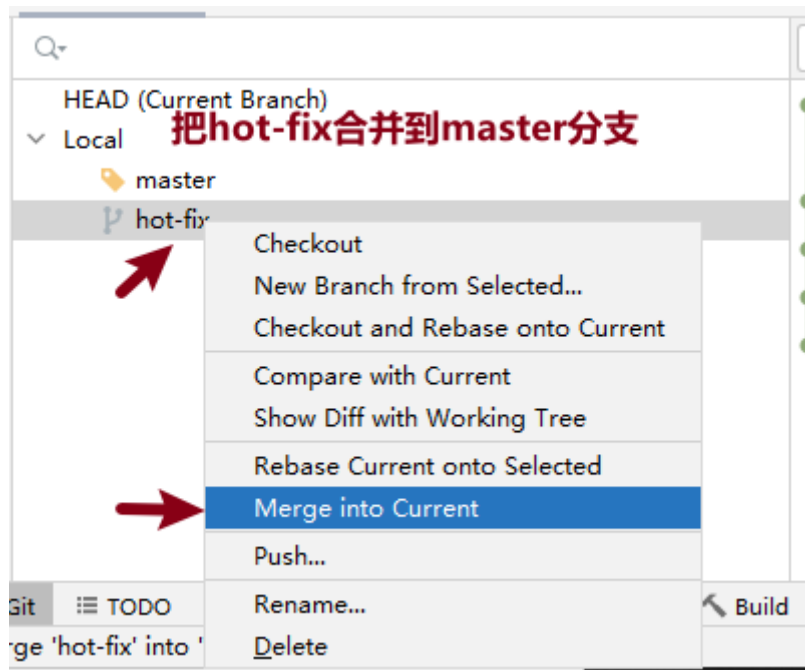 HEAD (Current Branch)
把hot-fix合并到master分支
Local
master
hot-fix
Checkout
New Branch from Selected...
Checkout and Rebase onto Current
Compare with Current
Show Diff with Working Tree
Rebase Current onto Selected
Merge into Current
Push...
Rename...
Delete
Git
TODO
Build
rge 'hot-fix' into '